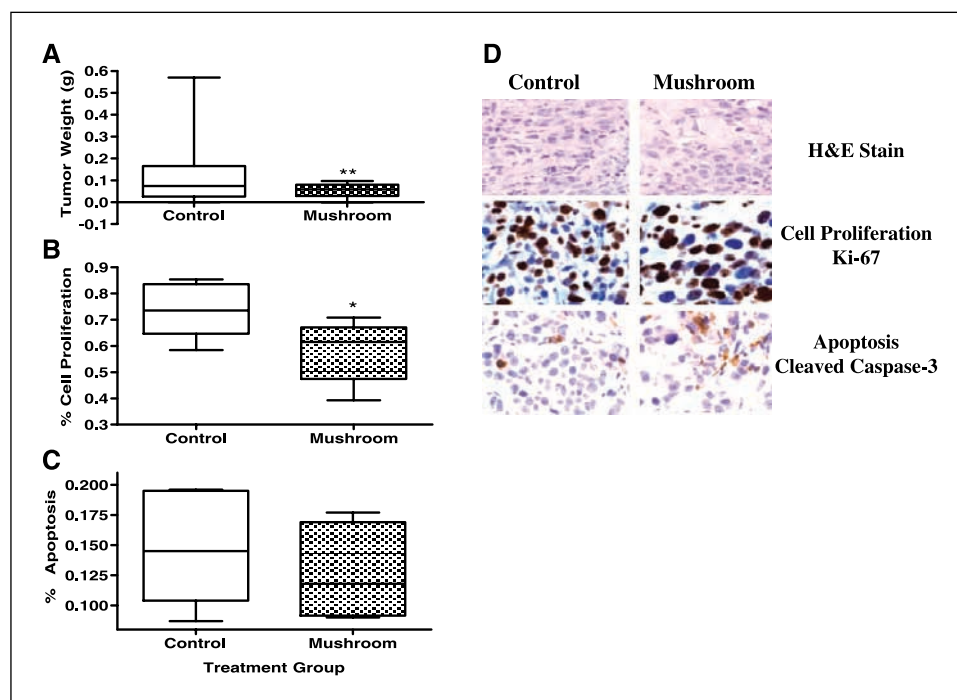 A
Tumor Weight (g)
0.6
0.5
0.4
0.3
0.2
0.1
0.0
-0.1
**
Control
Mushroom
B
% Cell Proliferation
0.9
0.8
0.7
0.6
0.5
0.4
0.3
*
Control
Mushroom
C
% Apoptosis
0.200
0.175
0.150
0.125
0.100
Control
Mushroom
Treatment Group
D
Control
Mushroom
H&E Stain
Cell Proliferation
Ki-67
Apoptosis
Cleaved Caspase-3